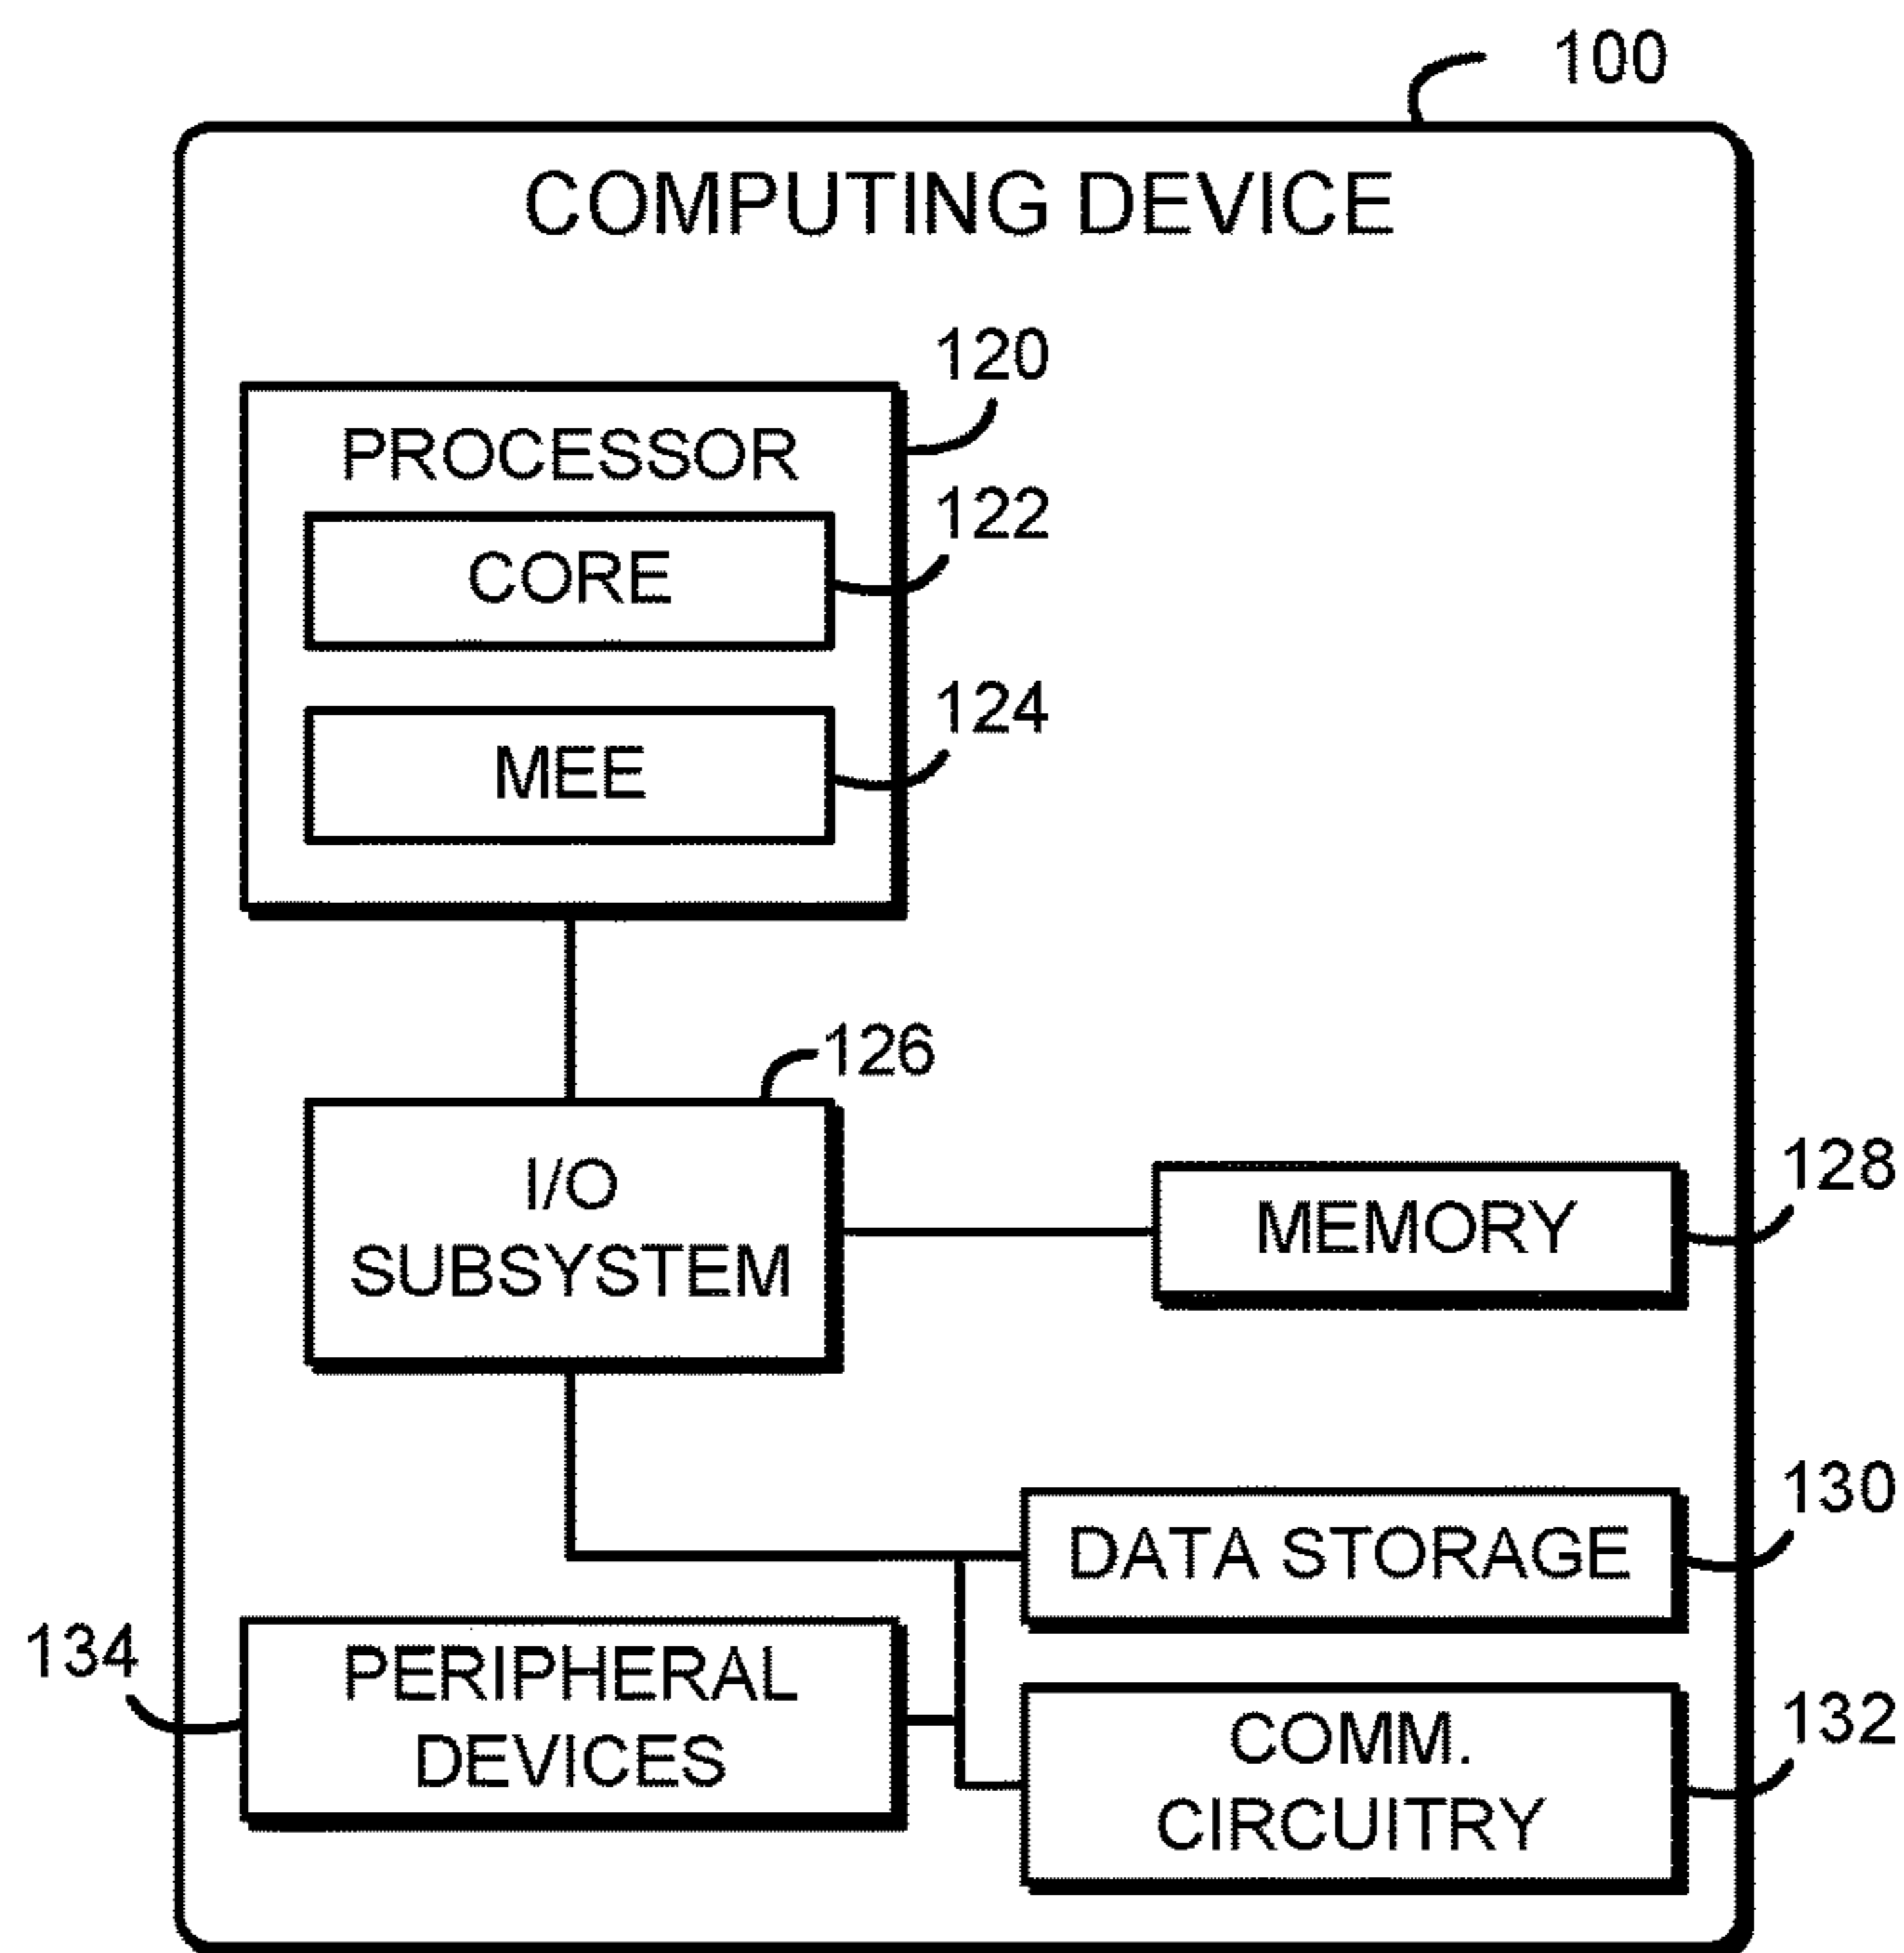 100
COMPUTING DEVICE
120
PROCESSOR
122
CORE
124
MEE
126
I/O
SUBSYSTEM
128
MEMORY
130
DATA STORAGE
134
PERIPHERAL
DEVICES
132
COMM.
CIRCUITRY